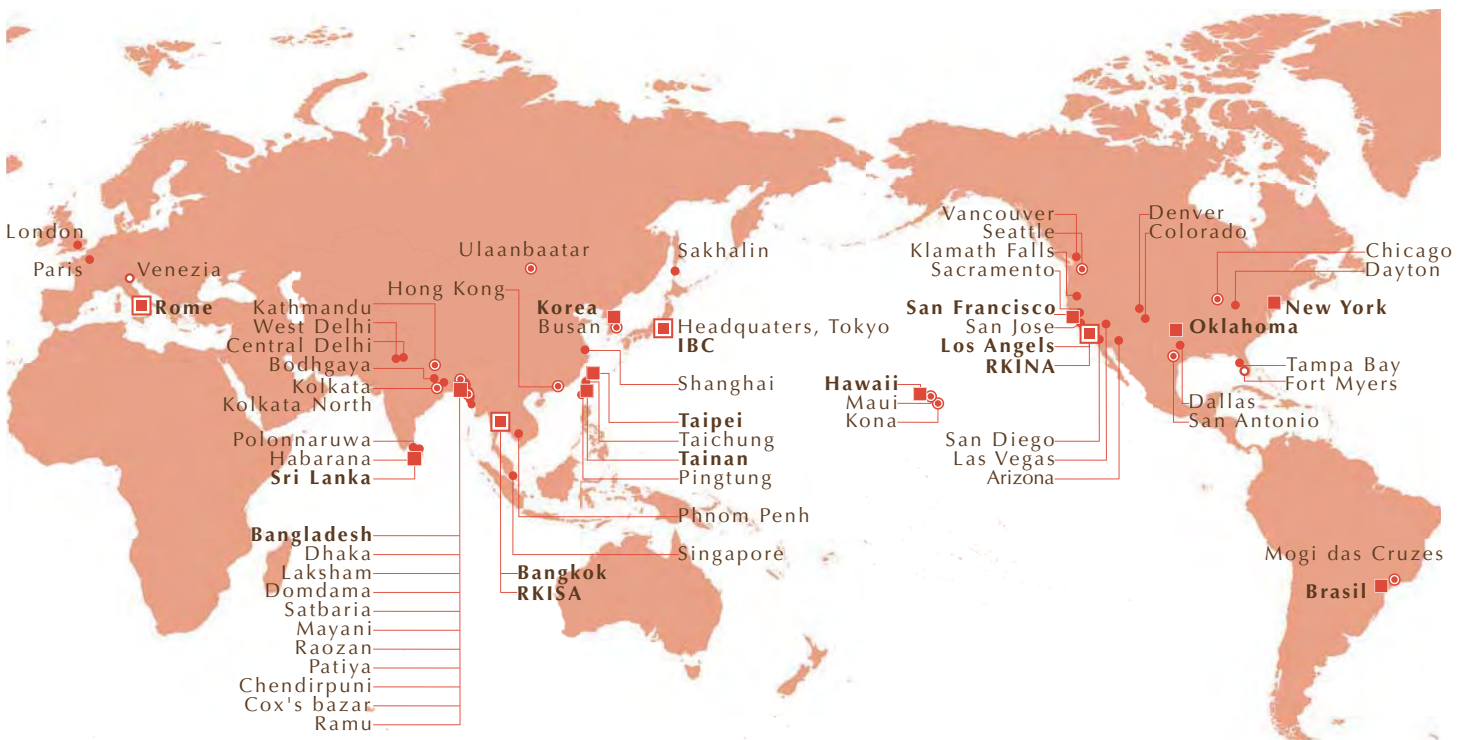 London
Paris
Venezia
Rome
Kathmandu
West Delhi
Central Delhi
Bodhgaya
Kolkata
Kolkata North
Polonnaruwa
Habarana
Sri Lanka
Bangladesh
Dhaka
Laksham
Domdama
Satbaria
Mayani
Raozan
Patiya
Chendirpuni
Cox's bazar
Ramu
Ulaanbaatar
Hong Kong
Sakhalin
Korea
Busan
Headquaters, Tokyo
IBC
Shanghai
Taipei
Taichung
Tainan
Pingtung
Phnom Penh
Singapore
Bangkok
RKISA
Vancouver
Seattle
Klamath Falls
Sacramento
San Francisco
San Jose
Los Angels
RKINA
Hawaii
Maui
Kona
San Diego
Las Vegas
Arizona
Denver
Colorado
Chicago
Dayton
New York
Oklahoma
Tampa Bay
Fort Myers
Dallas
San Antonio
Mogi das Cruzes
Brasil